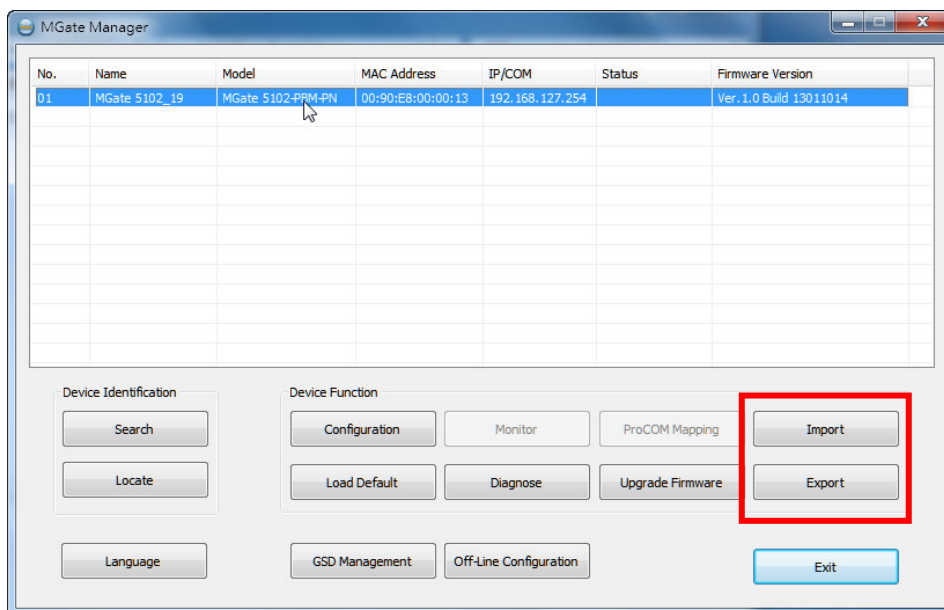 MGate Manager
No. Name Model MAC Address IP/COM Status Firmware Version
01 MGate 5102_19 MGate 5102-PBM-PN 00:90:E8:00:00:13 192.168.127.254 Ver.1.0 Build 13011014
Device Identification Device Function
Search Configuration Monitor ProCOM Mapping Import
Locate Load Default Diagnose Upgrade Firmware Export
Language GSD Management Off-Line Configuration Exit